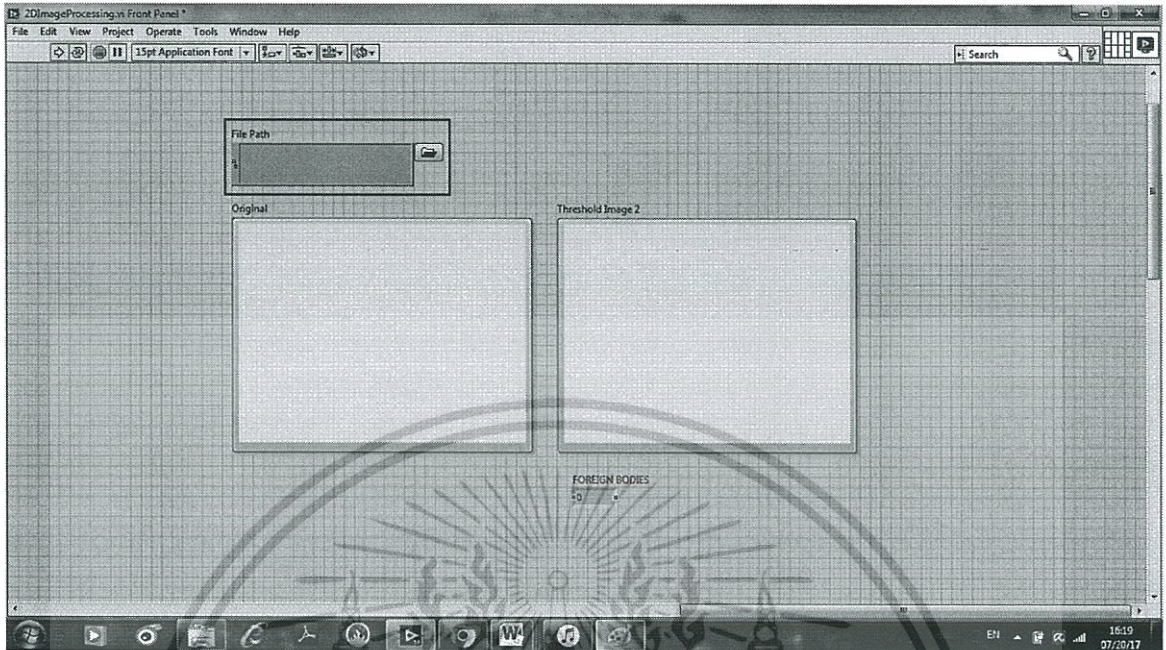 2DImageProcessing.vi Front Panel *
File Edit View Project Operate Tools Window Help
15pt Application Font
Search
File Path
Original
Threshold Image 2
FOREIGN BODIES
0
EN
16:19
07/20/17